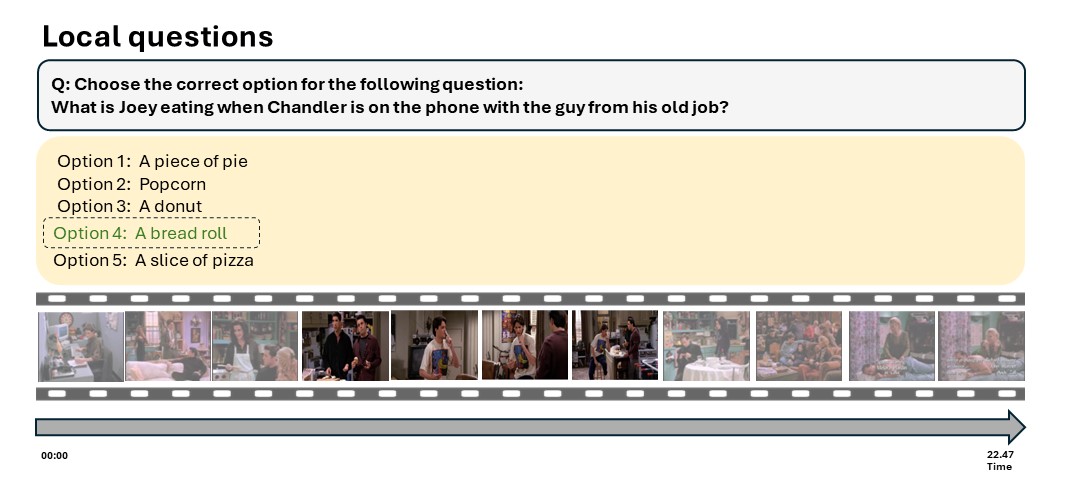 Local questions
Q: Choose the correct option for the following question:
What is Joey eating when Chandler is on the phone with the guy from his old job?
Option 1: A piece of pie
Option 2: Popcorn
Option 3: A donut
Option 4: A bread roll
Option 5: A slice of pizza
00:00
22.47
Time